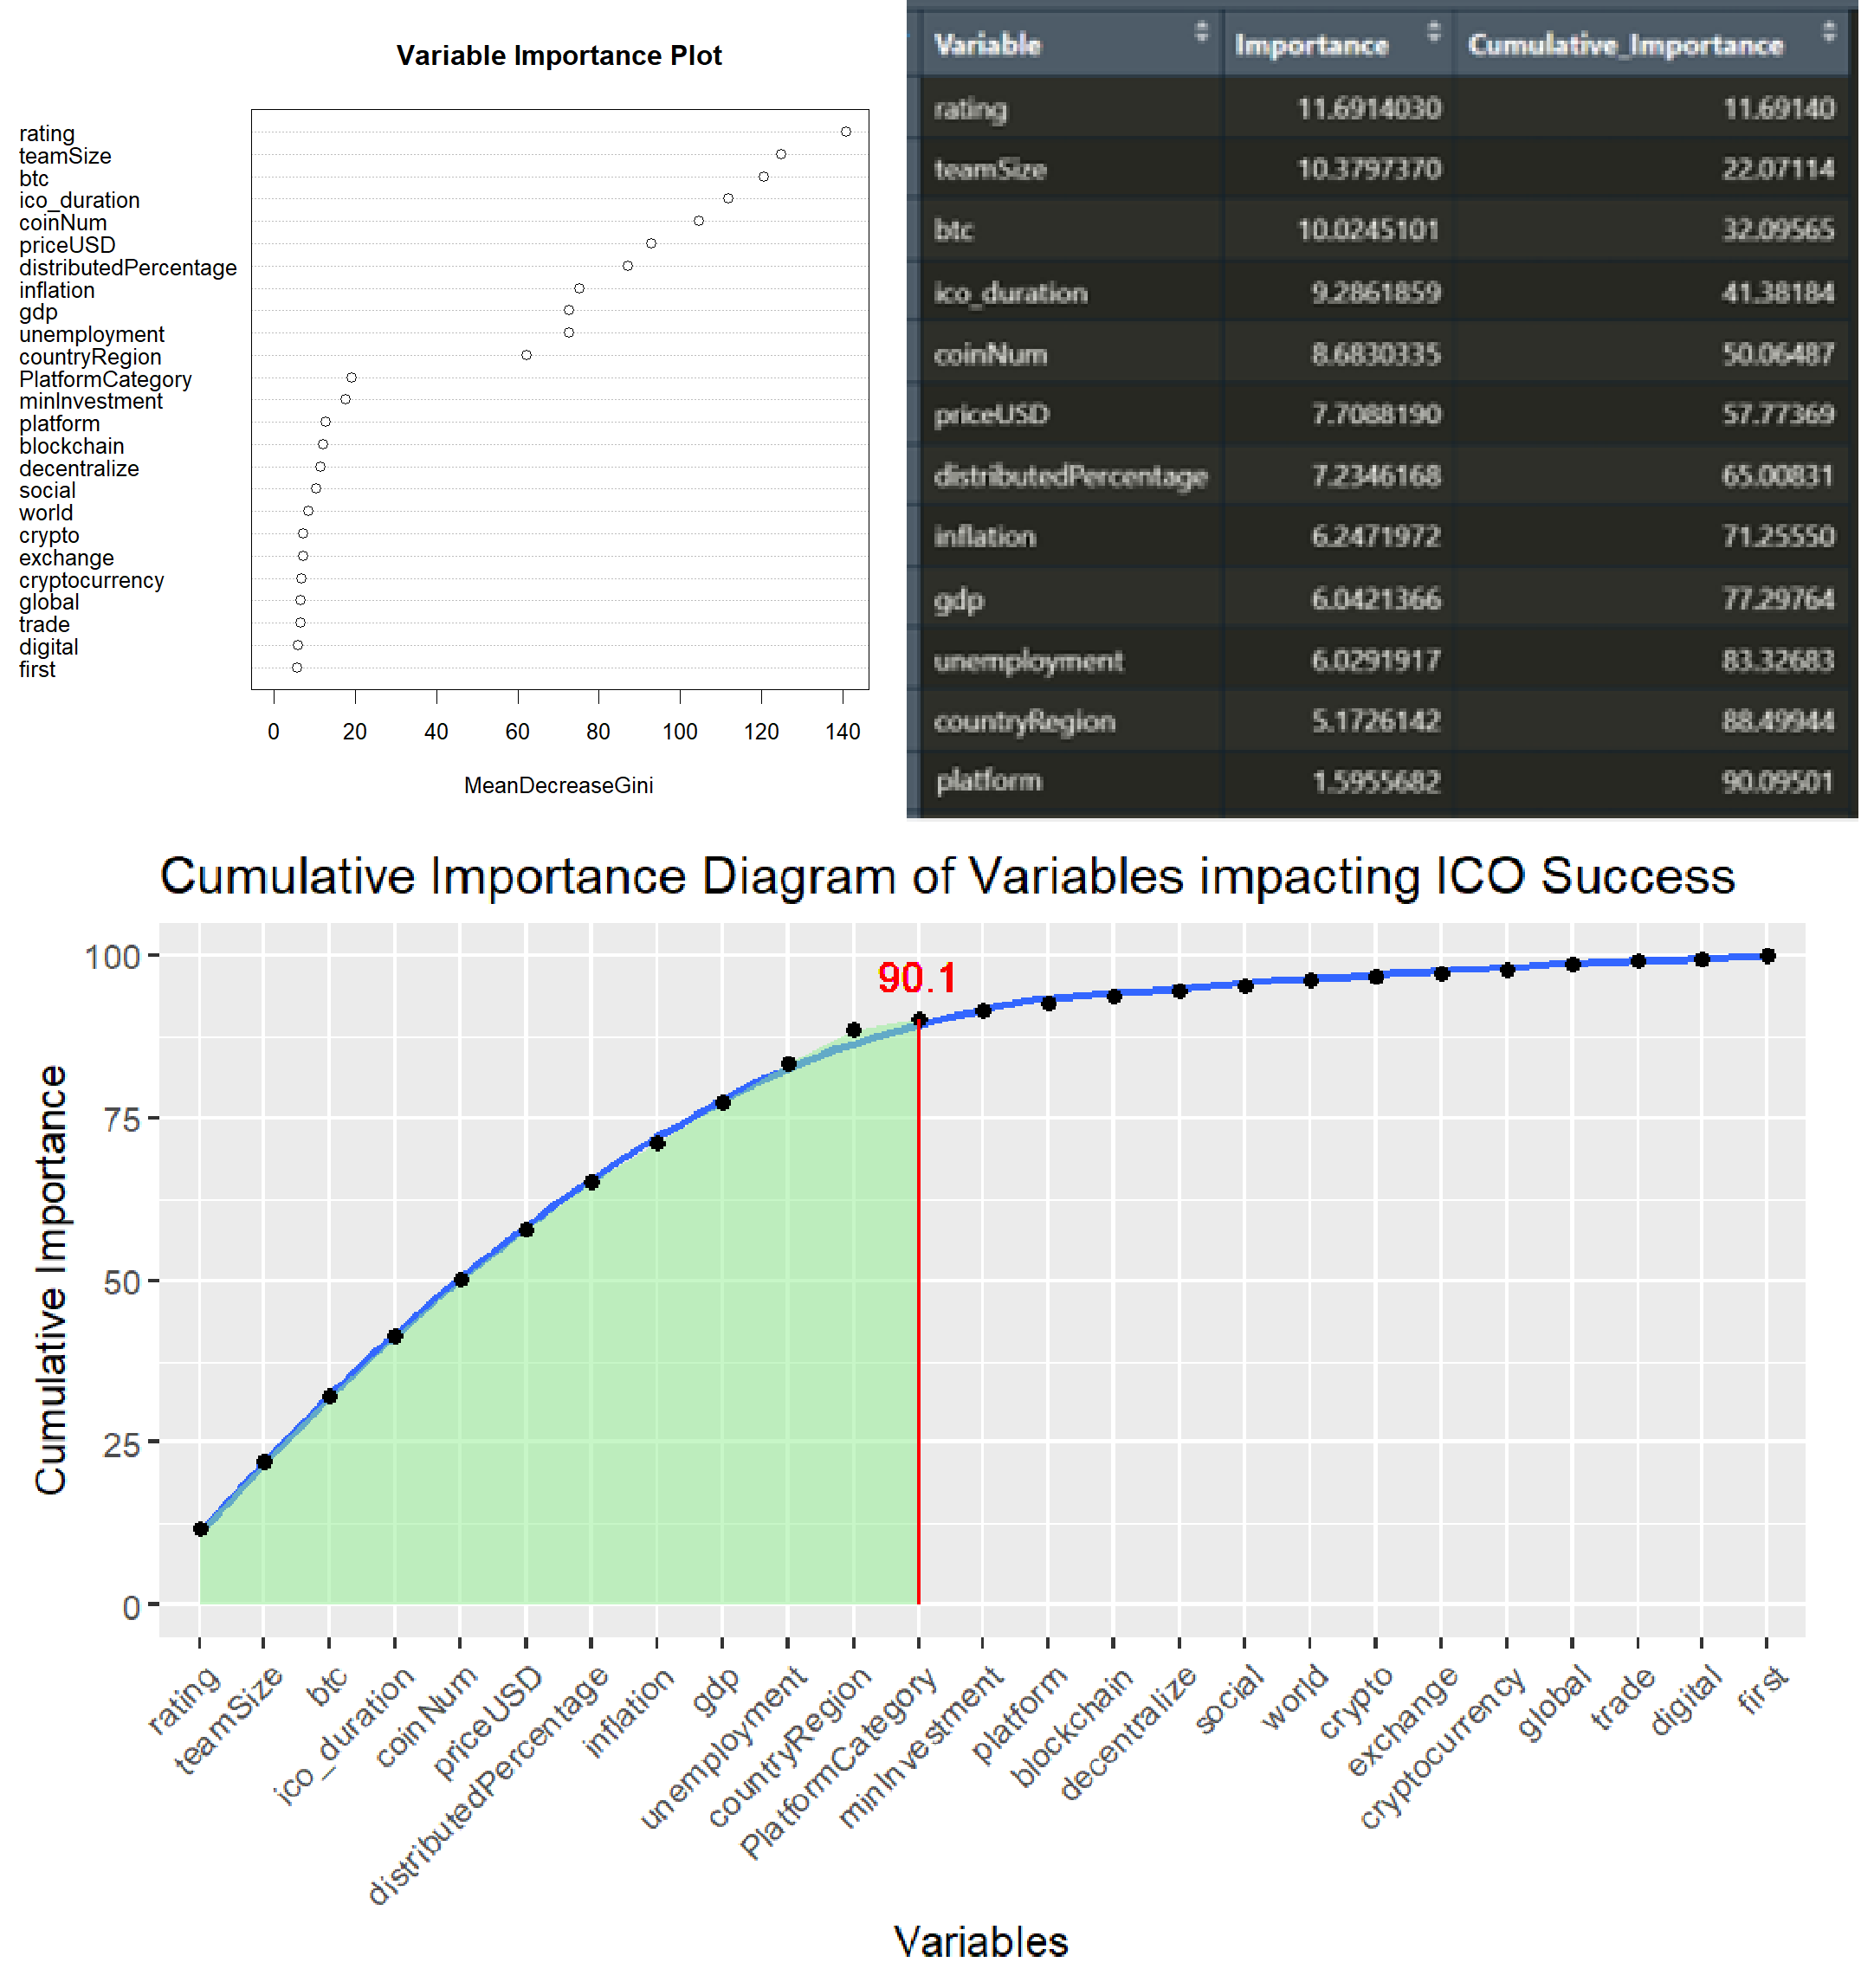 Variable Importance Plot
rating
teamSize
btc
ico_duration
coinNum
priceUSD
distributedPercentage
inflation
gdp
unemployment
countryRegion
PlatformCategory
minInvestment
platform
blockchain
decentralize
social
world
crypto
exchange
cryptocurrency
global
trade
digital
first
0 20 40 60 80 100 120 140
MeanDecreaseGini
Variable Importance Cumulative_Importance
rating 11.6914030 11.69140
teamSize 10.3797370 22.07114
btc 10.0245101 32.09565
ico_duration 9.2861859 41.38184
coinNum 8.6830335 50.06487
priceUSD 7.7088190 57.77369
distributedPercentage 7.2346168 65.00831
inflation 6.2471972 71.25550
gdp 6.0421366 77.29764
unemployment 6.0291917 83.32683
countryRegion 5.1726142 88.49944
platform 1.5955682 90.09501
Cumulative Importance Diagram of Variables impacting ICO Success
Cumulative Importance
100
75
50
25
0
90.1
rating
teamSize
btc
ico_duration
coinNum
priceUSD
distributedPercentage
inflation
gdp
unemployment
countryRegion
PlatformCategory
minInvestment
platform
blockchain
decentralize
social
world
crypto
exchange
cryptocurrency
global
trade
digital
first
Variables